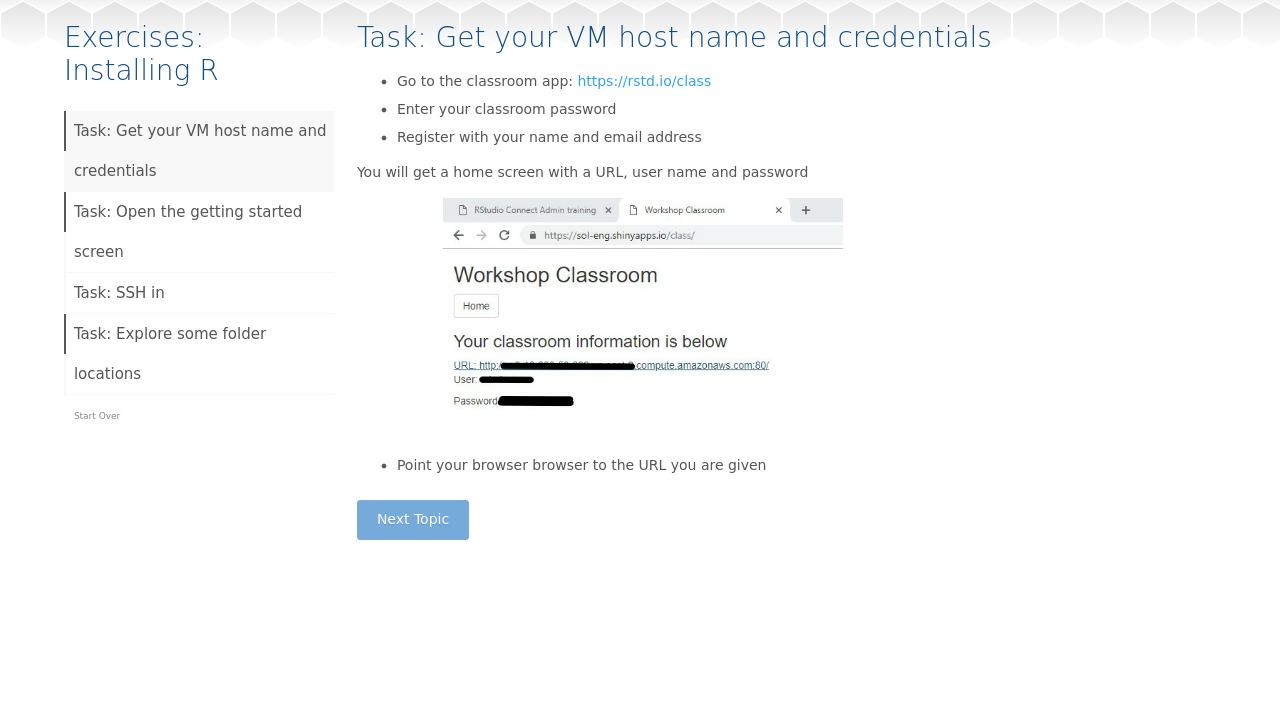 Exercises:
Installing R
Task: Get your VM host name and
credentials
Task: Open the getting started
screen
Task: SSH in
Task: Explore some folder
locations
Start Over
Task: Get your VM host name and credentials
• Go to the classroom app: https://rstd.io/class
• Enter your classroom password
• Register with your name and email address
You will get a home screen with a URL, user name and password
RStudio Connect Admin training
Workshop Classroom
https://sol-eng.shinyapps.io/class/
Workshop Classroom
Home
Your classroom information is below
URL: http:/ compute.amazonaws.com:80/
User:
Password
• Point your browser browser to the URL you are given
Next Topic